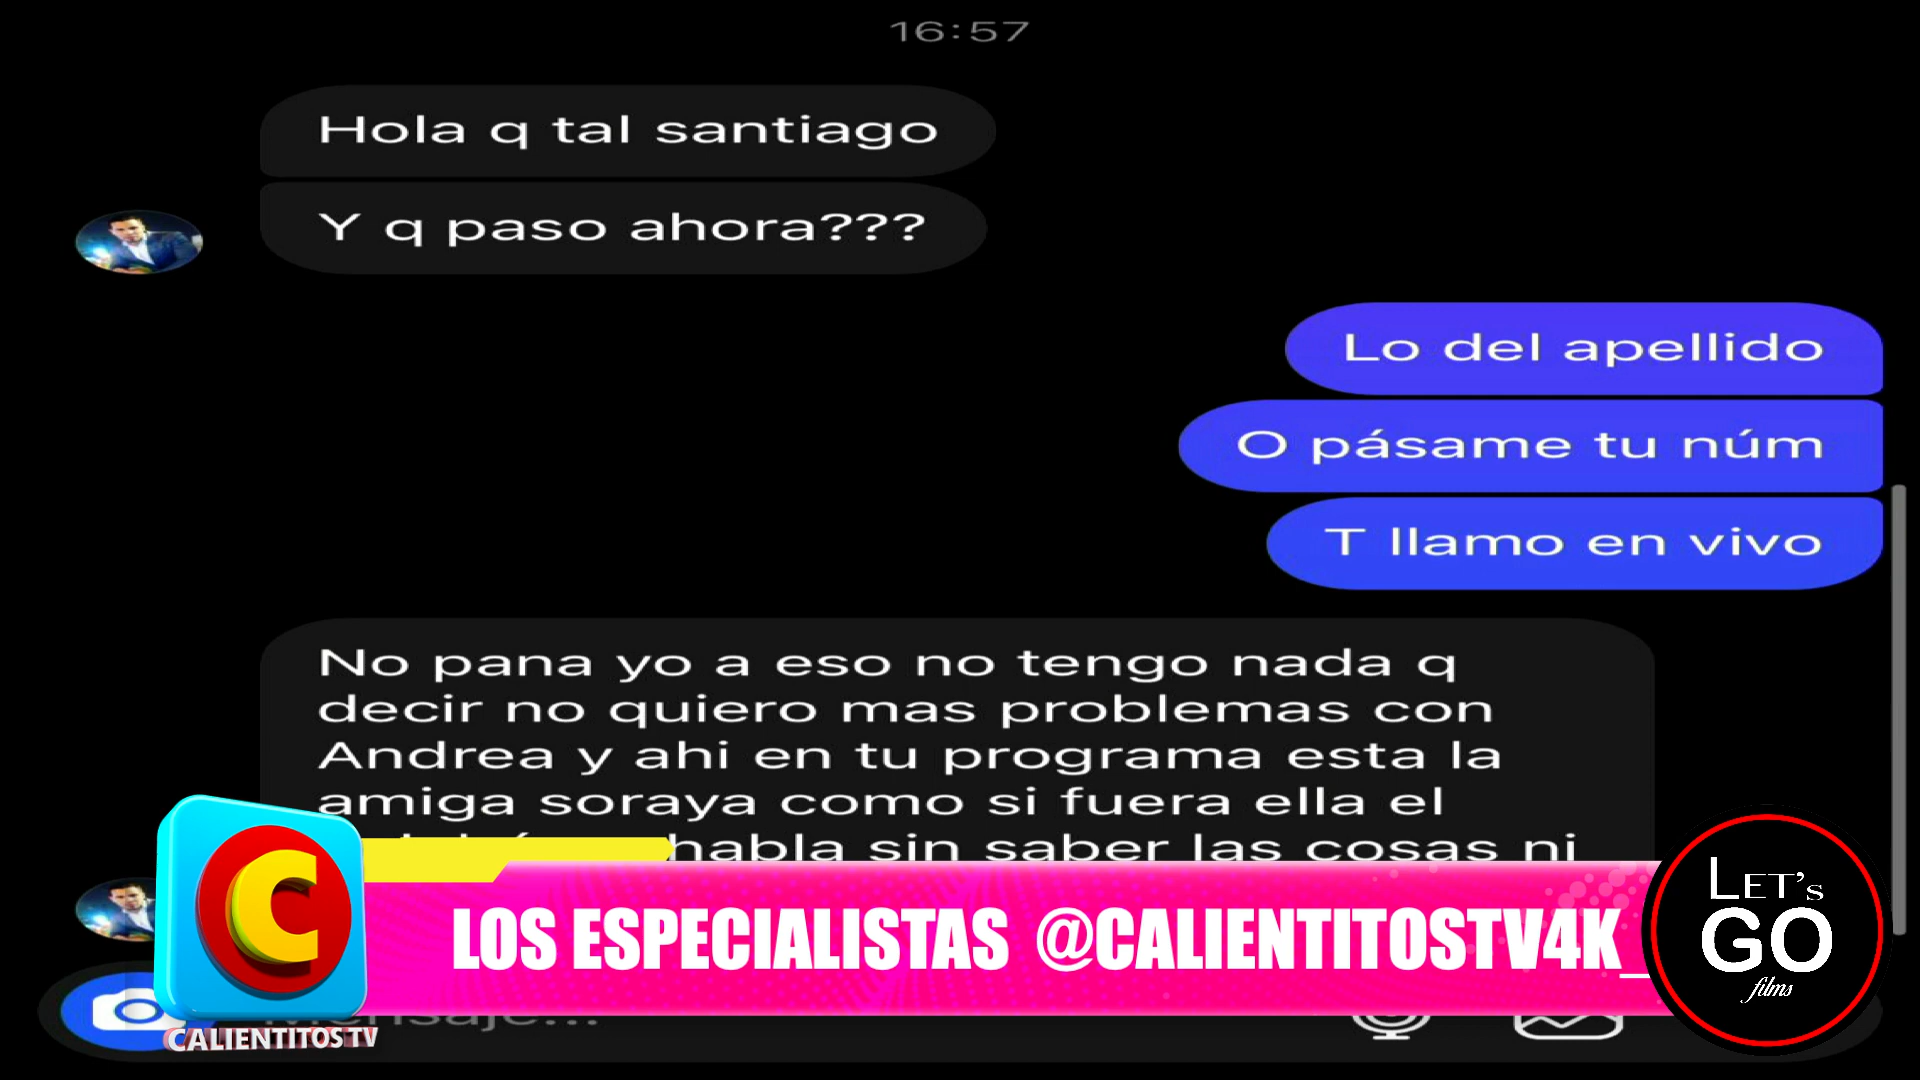 16:57
Hola q tal santiago
Y q paso ahora???
Lo del apellido
O pásame tu núm
T llamo en vivo
No pana yo a eso no tengo nada q
decir no quiero mas problemas con
Andrea y ahi en tu programa esta la
amiga soraya como si fuera ella el
habla sin saber las cosas ni
LOS ESPECIALISTAS @CALIENTITOSTV4K_
LET'S
GO
films
C
Mensaje...
CALIENTITOSTV